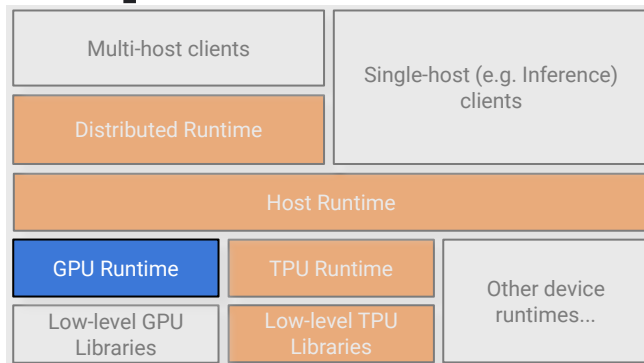 Multi-host clients
Single-host (e.g. Inference)
clients
Distributed Runtime
Host Runtime
GPU Runtime
TPU Runtime
Other device
runtimes...
Low-level GPU
Libraries
Low-level TPU
Libraries